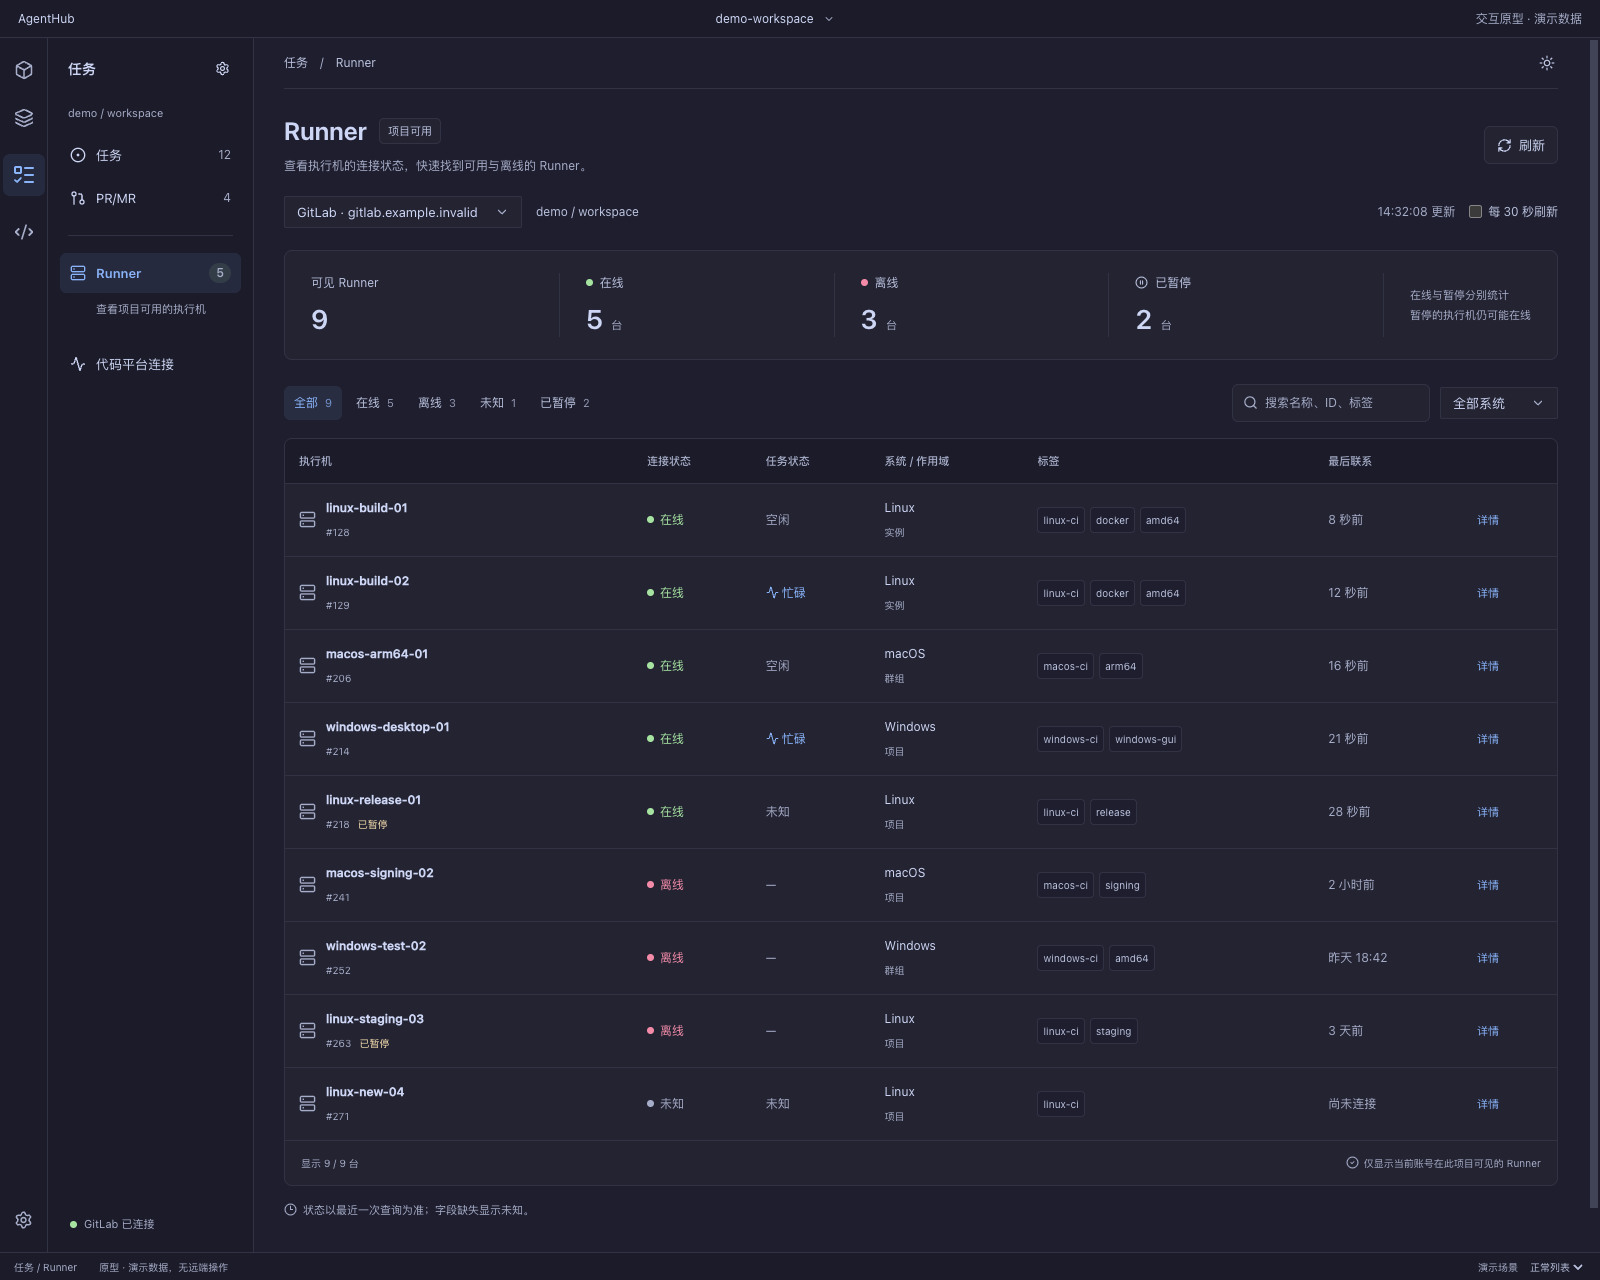 AgentHub
demo-workspace
交互原型 · 演示数据
任务
demo / workspace
任务 12
PR/MR 4
Runner 5
查看项目可用的执行机
代码平台连接
GitLab 已连接
任务 / Runner
Runner 项目可用
查看执行机的连接状态，快速找到可用与离线的 Runner。
刷新
GitLab · gitlab.example.invalid demo / workspace
14:32:08 更新 每 30 秒刷新
可见 Runner
9
在线
5 台
离线
3 台
已暂停
2 台
在线与暂停分别统计
暂停的执行机仍可能在线
全部 9 在线 5 离线 3 未知 1 已暂停 2
搜索名称、ID、标签 全部系统
执行机 连接状态 任务状态 系统 / 作用域 标签 最后联系
linux-build-01
#128
在线 空闲
Linux
实例
linux-ci docker amd64 8 秒前 详情
linux-build-02
#129
在线 忙碌
Linux
实例
linux-ci docker amd64 12 秒前 详情
macos-arm64-01
#206
在线 空闲
macOS
群组
macos-ci arm64 16 秒前 详情
windows-desktop-01
#214
在线 忙碌
Windows
项目
windows-ci windows-gui 21 秒前 详情
linux-release-01
#218 已暂停
在线 未知
Linux
项目
linux-ci release 28 秒前 详情
macos-signing-02
#241
离线 —
macOS
项目
macos-ci signing 2 小时前 详情
windows-test-02
#252
离线 —
Windows
群组
windows-ci amd64 昨天 18:42 详情
linux-staging-03
#263 已暂停
离线 —
Linux
项目
linux-ci staging 3 天前 详情
linux-new-04
#271
未知 未知
Linux
项目
linux-ci 尚未连接 详情
显示 9 / 9 台
仅显示当前账号在此项目可见的 Runner
状态以最近一次查询为准；字段缺失显示未知。
任务 / Runner 原型 · 演示数据，无远端操作
演示场景 正常列表